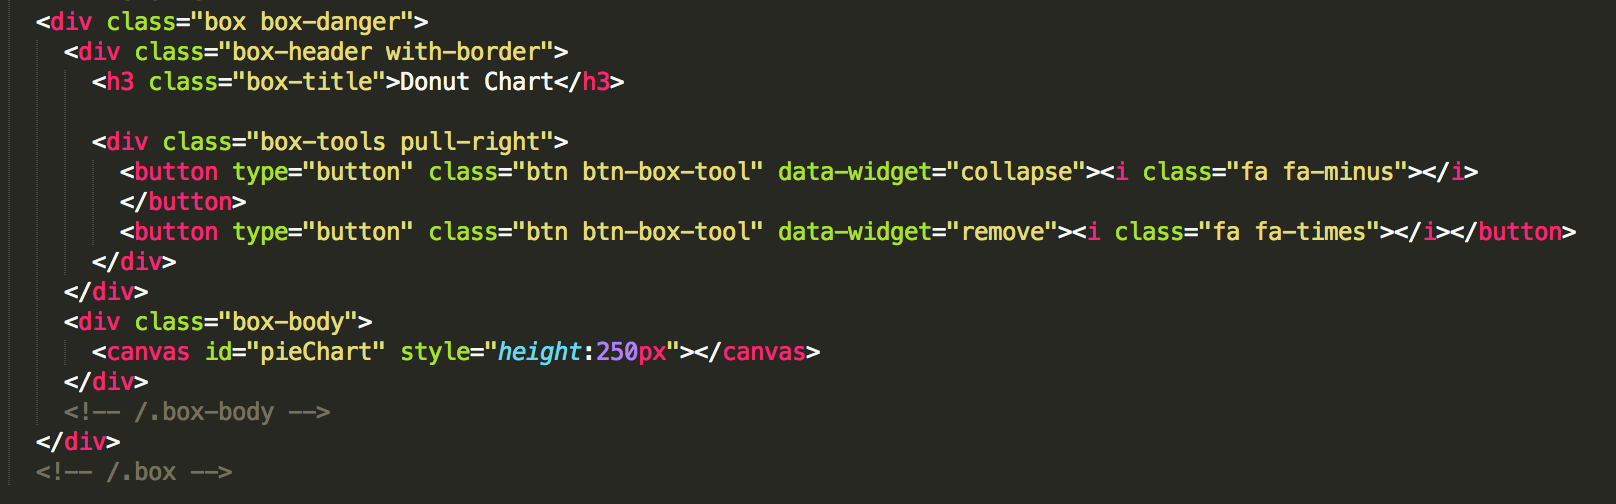 <div class="box box-danger">
<div class="box-header with-border">
<h3 class="box-title">Donut Chart</h3>
<div class="box-tools pull-right">
<button type="button" class="btn btn-box-tool" data-widget="collapse"><i class="fa fa-minus"></i>
</button>
<button type="button" class="btn btn-box-tool" data-widget="remove"><i class="fa fa-times"></i></button>
</div>
</div>
<div class="box-body">
<canvas id="pieChart" style="height:250px"></canvas>
</div>
<!-- /.box-body -->
</div>
<!-- /.box -->